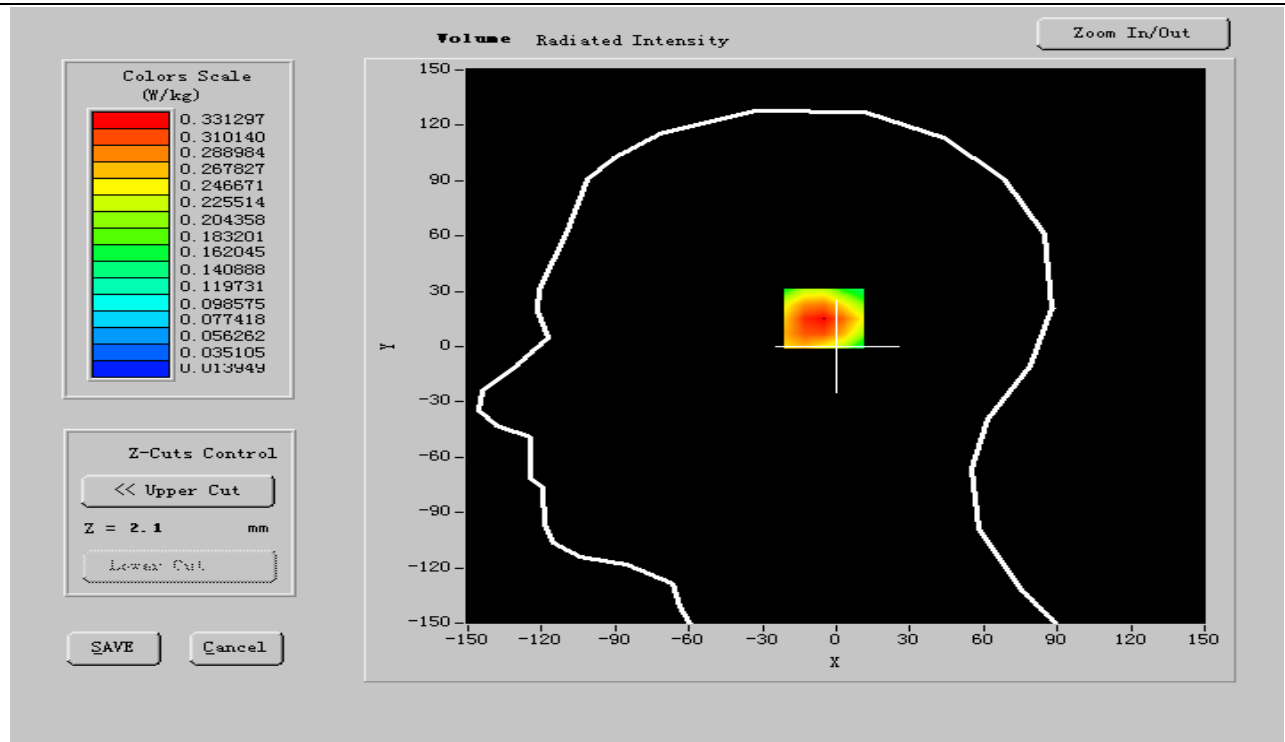 Volume Radiated Intensity
Zoom In/Out
Colors Scale
(W/kg)
0.331297
0.310140
0.288984
0.267827
0.246671
0.225514
0.204358
0.183201
0.162045
0.140888
0.119731
0.098575
0.077418
0.056262
0.035105
0.013949
Z-Cuts Control
<< Upper Cut
Z = 2.1 mm
Lower Cut
SAVE
Cancel
150
120
90
60
30
0
-30
-60
-90
-120
-150
Y
-150 -120 -90 -60 -30 0 30 60 90 120 150
X